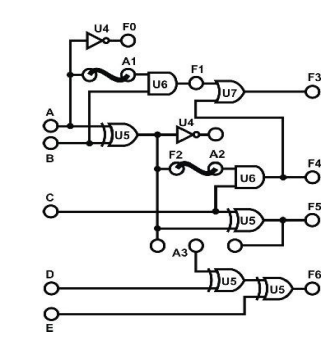 U4 F0
A1
U6 F1 U7 F3
A
B
U5 U4
F2 A2
U6 F4
C
U5 F5
A3
D U5
U5 F6
E